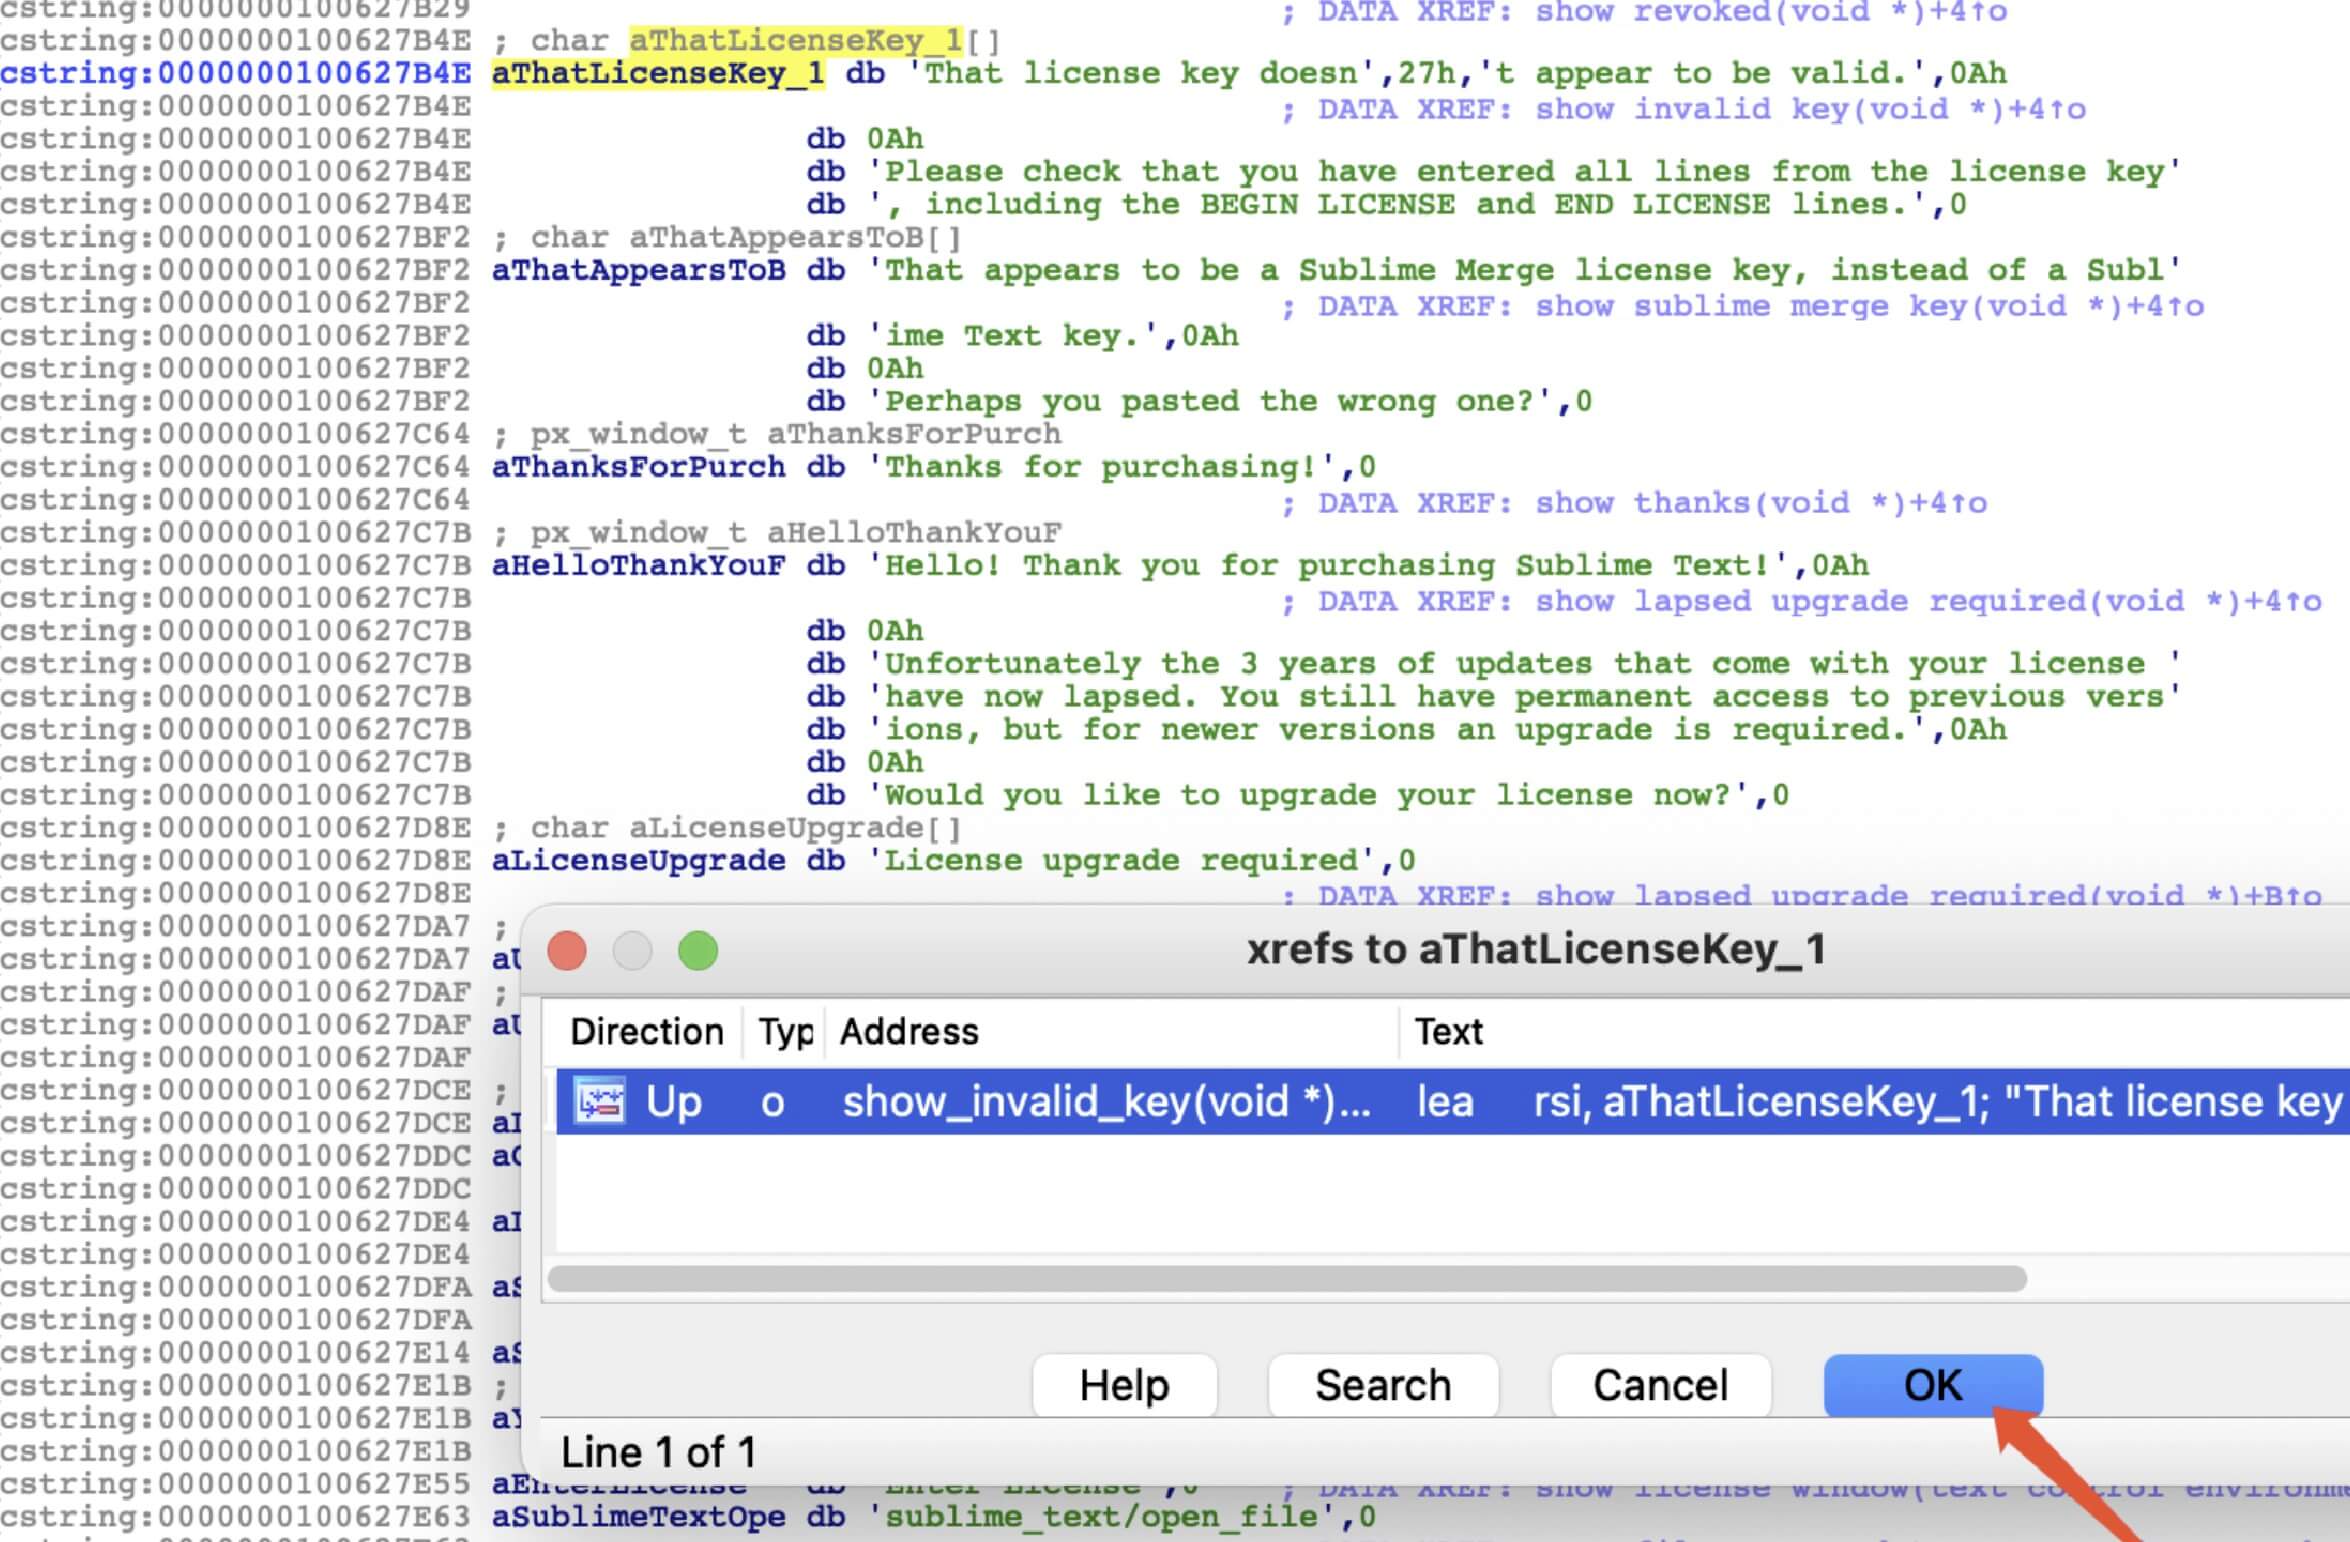 cstring:0000000100627B29 ; DATA XREF: show revoked(void *)+4↑o
cstring:0000000100627B4E ; char aThatLicenseKey_1[]
cstring:0000000100627B4E aThatLicenseKey_1 db 'That license key doesn',27h,'t appear to be valid.',0Ah
cstring:0000000100627B4E ; DATA XREF: show invalid key(void *)+4↑o
cstring:0000000100627B4E db 0Ah
cstring:0000000100627B4E db 'Please check that you have entered all lines from the license key'
cstring:0000000100627B4E db ', including the BEGIN LICENSE and END LICENSE lines.',0
cstring:0000000100627BF2 ; char aThatAppearsToB[]
cstring:0000000100627BF2 aThatAppearsToB db 'That appears to be a Sublime Merge license key, instead of a Subl'
cstring:0000000100627BF2 ; DATA XREF: show sublime merge key(void *)+4↑o
cstring:0000000100627BF2 db 'ime Text key.',0Ah
cstring:0000000100627BF2 db 0Ah
cstring:0000000100627BF2 db 'Perhaps you pasted the wrong one?',0
cstring:0000000100627C64 ; px_window_t aThanksForPurch
cstring:0000000100627C64 aThanksForPurch db 'Thanks for purchasing!',0
cstring:0000000100627C64 ; DATA XREF: show thanks(void *)+4↑o
cstring:0000000100627C7B ; px_window_t aHelloThankYouF
cstring:0000000100627C7B aHelloThankYouF db 'Hello! Thank you for purchasing Sublime Text!',0Ah
cstring:0000000100627C7B ; DATA XREF: show lapsed upgrade required(void *)+4↑o
cstring:0000000100627C7B db 0Ah
cstring:0000000100627C7B db 'Unfortunately the 3 years of updates that come with your license '
cstring:0000000100627C7B db 'have now lapsed. You still have permanent access to previous vers'
cstring:0000000100627C7B db 'ions, but for newer versions an upgrade is required.',0Ah
cstring:0000000100627C7B db 0Ah
cstring:0000000100627C7B db 'Would you like to upgrade your license now?',0
cstring:0000000100627D8E ; char aLicenseUpgrade[]
cstring:0000000100627D8E aLicenseUpgrade db 'License upgrade required',0
cstring:0000000100627D8E ; DATA XREF: show lapsed upgrade required(void *)+B↑o
cstring:0000000100627DA7 ;
cstring:0000000100627DA7
cstring:0000000100627DAF ;
cstring:0000000100627DAF
cstring:0000000100627DAF
cstring:0000000100627DCE ;
cstring:0000000100627DCE
cstring:0000000100627DDC
cstring:0000000100627DDC
cstring:0000000100627DE4
cstring:0000000100627DE4
cstring:0000000100627DFA
cstring:0000000100627DFA
cstring:0000000100627E14
cstring:0000000100627E1B ;
cstring:0000000100627E1B
cstring:0000000100627E1B
xrefs to aThatLicenseKey_1
Direction Typ Address Text
Up o show_invalid_key(void *)... lea rsi, aThatLicenseKey_1; "That license key
Help Search Cancel OK
Line 1 of 1
cstring:0000000100627E55 aEnterLicense db 'Enter License',0 ; DATA XREF: show license window(text control
cstring:0000000100627E63 aSublimeTextOpe db 'sublime_text/open_file',0